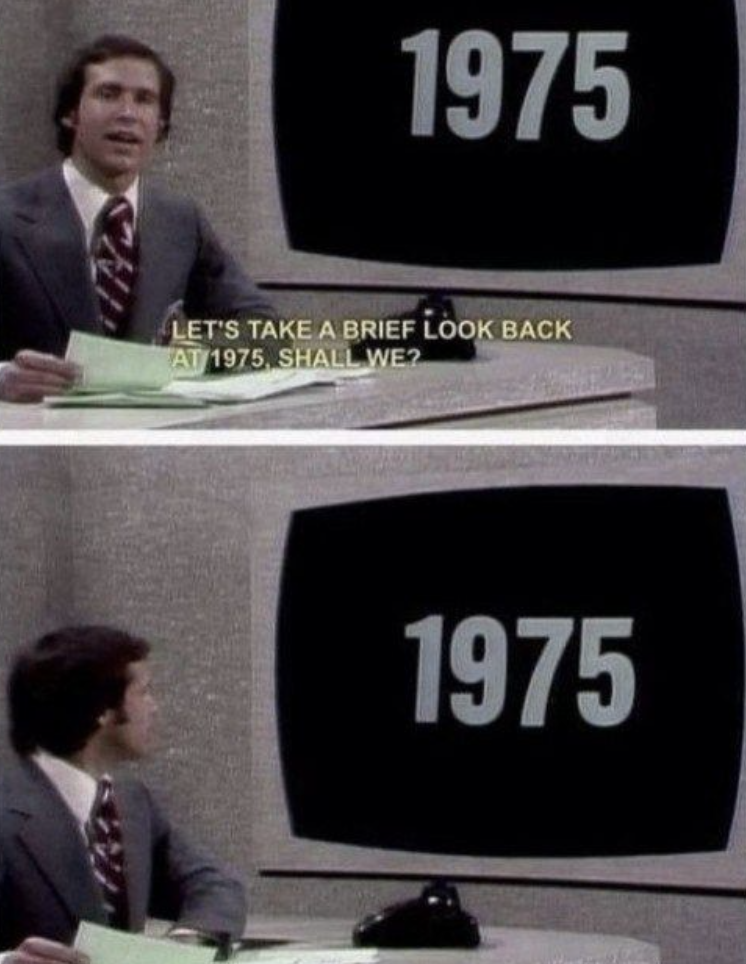 1975
LET'S TAKE A BRIEF LOOK BACK
AT 1975, SHALL WE?
1975